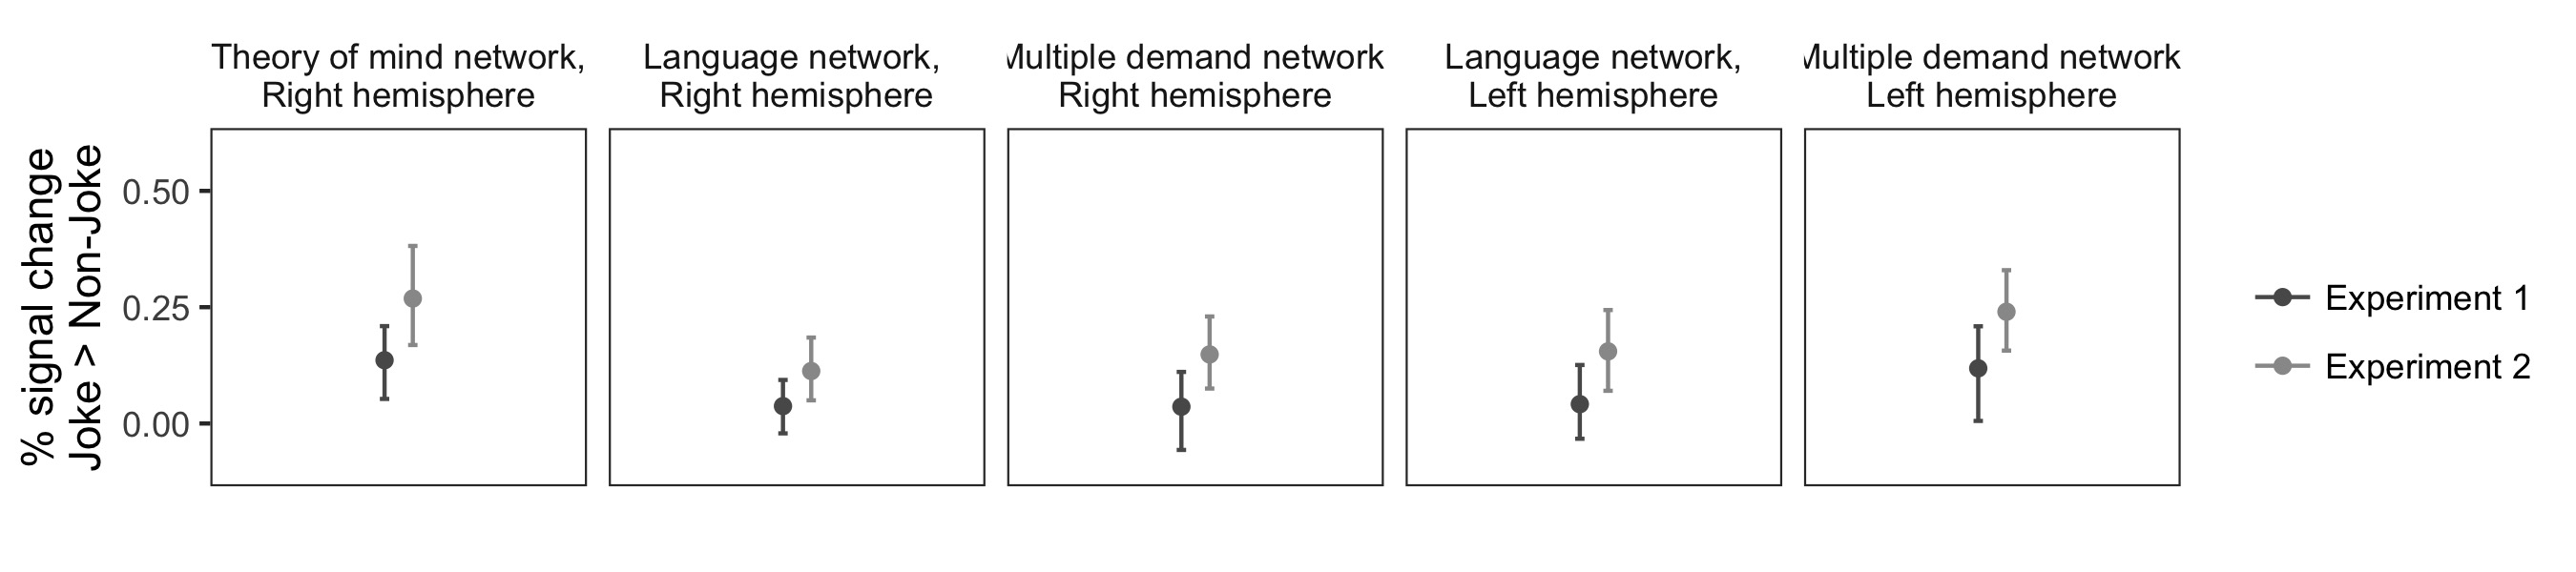 Theory of mind network,
Right hemisphere
Language network,
Right hemisphere
Multiple demand network
Right hemisphere
Language network,
Left hemisphere
Multiple demand network
Left hemisphere
% signal change
Joke > Non-Joke
0.50
0.25
0.00
Experiment 1
Experiment 2